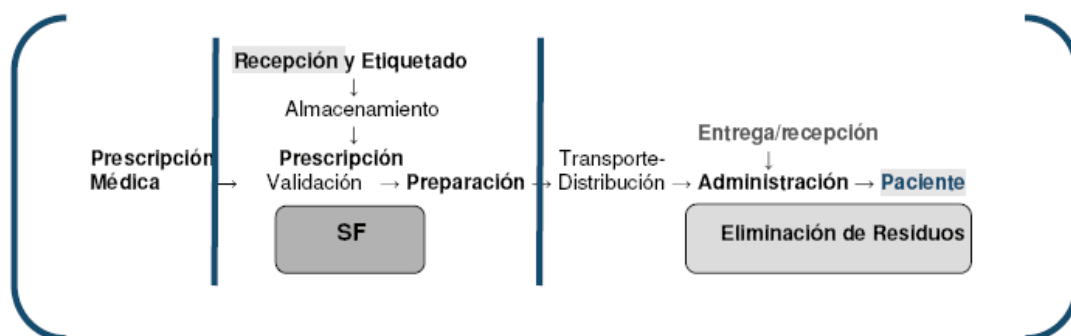 Recepción y Etiquetado
↓
Almacenamiento
↓
Entrega/recepción
↓
Prescripción
Médica
→
Prescripción
Validación → Preparación →
Transporte-
Distribución → Administración → Paciente
SF
Eliminación de Residuos